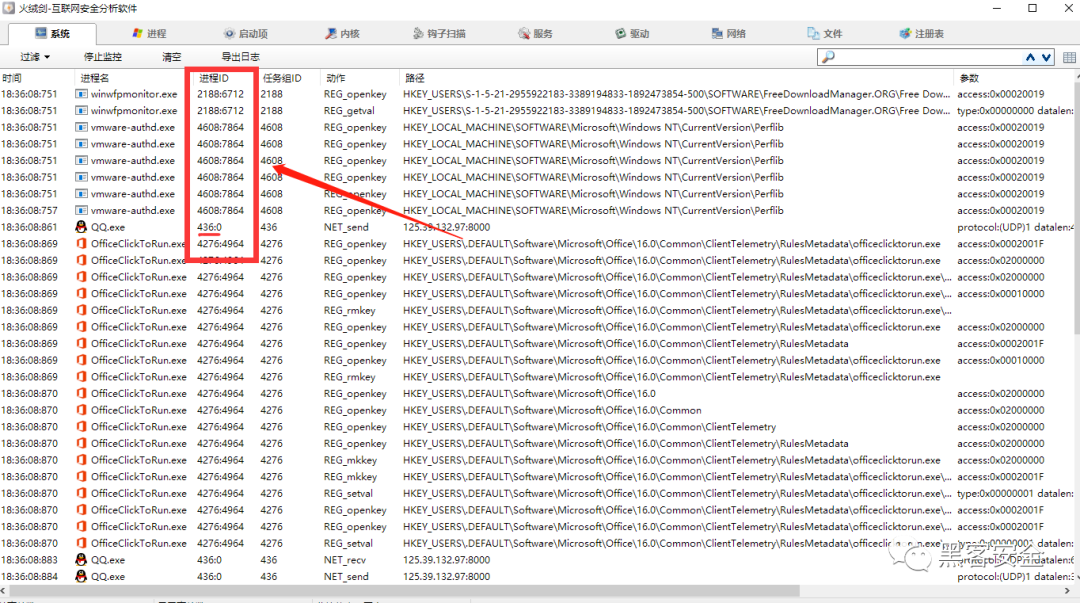 火绒剑-互联网安全分析软件
系统 进程 启动项 内核 钩子扫描 服务 驱动 网络 文件 注册表
过滤 停止监控 清空 导出日志
时间 进程名 进程ID 任务组ID 动作 路径 参数
18:36:08:751 winwfpmonitor.exe 2188:6712 2188 REG_openkey HKEY_USERS\S-1-5-21-2955922183-3389194833-1892473854-500\SOFTWARE\FreeDownloadManager.ORG\Free Dow... access:0x00020019
18:36:08:751 winwfpmonitor.exe 2188:6712 2188 REG_getval HKEY_USERS\S-1-5-21-2955922183-3389194833-1892473854-500\SOFTWARE\FreeDownloadManager.ORG\Free Dow... type:0x00000000 datalen:
18:36:08:751 vmware-authd.exe 4608:7864 4608 REG_openkey HKEY_LOCAL_MACHINE\SOFTWARE\Microsoft\Windows NT\CurrentVersion\Perflib access:0x00020019
18:36:08:751 vmware-authd.exe 4608:7864 4608 REG_openkey HKEY_LOCAL_MACHINE\SOFTWARE\Microsoft\Windows NT\CurrentVersion\Perflib access:0x00020019
18:36:08:751 vmware-authd.exe 4608:7864 4608 REG_openkey HKEY_LOCAL_MACHINE\SOFTWARE\Microsoft\Windows NT\CurrentVersion\Perflib access:0x00020019
18:36:08:751 vmware-authd.exe 4608:7864 4608 REG_openkey HKEY_LOCAL_MACHINE\SOFTWARE\Microsoft\Windows NT\CurrentVersion\Perflib access:0x00020019
18:36:08:751 vmware-authd.exe 4608:7864 4608 REG_openkey HKEY_LOCAL_MACHINE\SOFTWARE\Microsoft\Windows NT\CurrentVersion\Perflib access:0x00020019
18:36:08:757 vmware-authd.exe 4608:7864 4608 REG_openkey HKEY_LOCAL_MACHINE\SOFTWARE\Microsoft\Windows NT\CurrentVersion\Perflib access:0x00020019
18:36:08:861 QQ.exe 436:0 436 NET_send 125.39.132.97:8000 protocol:(UDP)1 datalen:4
18:36:08:869 OfficeClickToRun.exe 4276:4964 4276 REG_openkey HKEY_USERS\.DEFAULT\Software\Microsoft\Office\16.0\Common\ClientTelemetry\RulesMetadata\officeclicktorun.exe access:0x0002001F
18:36:08:869 OfficeClickToRun.exe 4276:4964 4276 REG_openkey HKEY_USERS\.DEFAULT\Software\Microsoft\Office\16.0\Common\ClientTelemetry\RulesMetadata\officeclicktorun.exe access:0x02000000
18:36:08:869 OfficeClickToRun.exe 4276:4964 4276 REG_openkey HKEY_USERS\.DEFAULT\Software\Microsoft\Office\16.0\Common\ClientTelemetry\RulesMetadata\officeclicktorun.exe\... access:0x02000000
18:36:08:869 OfficeClickToRun.exe 4276:4964 4276 REG_openkey HKEY_USERS\.DEFAULT\Software\Microsoft\Office\16.0\Common\ClientTelemetry\RulesMetadata\officeclicktorun.exe\... access:0x00010000
18:36:08:869 OfficeClickToRun.exe 4276:4964 4276 REG_rmkey HKEY_USERS\.DEFAULT\Software\Microsoft\Office\16.0\Common\ClientTelemetry\RulesMetadata\officeclicktorun.exe\...
18:36:08:869 OfficeClickToRun.exe 4276:4964 4276 REG_openkey HKEY_USERS\.DEFAULT\Software\Microsoft\Office\16.0\Common\ClientTelemetry\RulesMetadata\officeclicktorun.exe access:0x02000000
18:36:08:869 OfficeClickToRun.exe 4276:4964 4276 REG_openkey HKEY_USERS\.DEFAULT\Software\Microsoft\Office\16.0\Common\ClientTelemetry\RulesMetadata access:0x0002001F
18:36:08:869 OfficeClickToRun.exe 4276:4964 4276 REG_openkey HKEY_USERS\.DEFAULT\Software\Microsoft\Office\16.0\Common\ClientTelemetry\RulesMetadata\officeclicktorun.exe access:0x00010000
18:36:08:869 OfficeClickToRun.exe 4276:4964 4276 REG_rmkey HKEY_USERS\.DEFAULT\Software\Microsoft\Office\16.0\Common\ClientTelemetry\RulesMetadata\officeclicktorun.exe
18:36:08:870 OfficeClickToRun.exe 4276:4964 4276 REG_openkey HKEY_USERS\.DEFAULT\Software\Microsoft\Office\16.0 access:0x02000000
18:36:08:870 OfficeClickToRun.exe 4276:4964 4276 REG_openkey HKEY_USERS\.DEFAULT\Software\Microsoft\Office\16.0\Common access:0x02000000
18:36:08:870 OfficeClickToRun.exe 4276:4964 4276 REG_openkey HKEY_USERS\.DEFAULT\Software\Microsoft\Office\16.0\Common\ClientTelemetry access:0x02000000
18:36:08:870 OfficeClickToRun.exe 4276:4964 4276 REG_openkey HKEY_USERS\.DEFAULT\Software\Microsoft\Office\16.0\Common\ClientTelemetry\RulesMetadata access:0x02000000
18:36:08:870 OfficeClickToRun.exe 4276:4964 4276 REG_mkkey HKEY_USERS\.DEFAULT\Software\Microsoft\Office\16.0\Common\ClientTelemetry\RulesMetadata\officeclicktorun.exe access:0x02000000
18:36:08:870 OfficeClickToRun.exe 4276:4964 4276 REG_mkkey HKEY_USERS\.DEFAULT\Software\Microsoft\Office\16.0\Common\ClientTelemetry\RulesMetadata\officeclicktorun.exe\... access:0x0002001F
18:36:08:870 OfficeClickToRun.exe 4276:4964 4276 REG_setval HKEY_USERS\.DEFAULT\Software\Microsoft\Office\16.0\Common\ClientTelemetry\RulesMetadata\officeclicktorun.exe\... type:0x00000001 datalen:
18:36:08:870 OfficeClickToRun.exe 4276:4964 4276 REG_openkey HKEY_USERS\.DEFAULT\Software\Microsoft\Office\16.0\Common\ClientTelemetry\RulesMetadata\officeclicktorun.exe\... access:0x0002001F
18:36:08:870 OfficeClickToRun.exe 4276:4964 4276 REG_openkey HKEY_USERS\.DEFAULT\Software\Microsoft\Office\16.0\Common\ClientTelemetry\RulesMetadata\officeclicktorun.exe\... access:0x0002001F
18:36:08:870 OfficeClickToRun.exe 4276:4964 4276 REG_setval HKEY_USERS\.DEFAULT\Software\Microsoft\Office\16.0\Common\ClientTelemetry\RulesMetadata\officeclicktorun.exe\... type:0x00000001 datalen:
18:36:08:883 QQ.exe 436:0 436 NET_recv 125.39.132.97:8000
18:36:08:884 QQ.exe 436:0 436 NET_send 125.39.132.97:8000 protocol:(UDP)1 datalen:
黑客安全